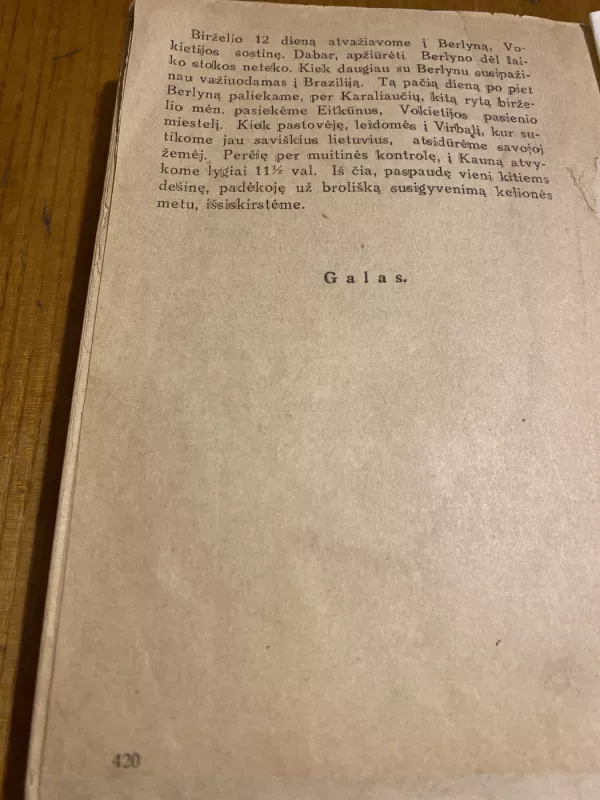 Birželio 12 dieną atvažiavome į Berlyną, Vo-
kietijos sostinę. Dabar, apžiūrėti Berlyno dėl lai-
ko stokos neteko. Kiek daugiau su Berlynu susipaži-
nau važiuodamas į Braziliją. Tą pačią dieną po piet
Berlyną paliekame, per Karaliaučių, kitą rytą birže-
lio mėn. pasiekėme Eitkūnus, Vokietijos pasienio
miestelį. Kiek pastovėję, leidomės į Virbalį, kur su-
tikome jau saviškius lietuvius, atsidūrėme savojoj
žemėj. Perėję per muitinės kontrolę, į Kauną atvy-
kome lygiai 11½ val. Iš čia, paspaudę vieni kitiems
dešinę, padėkoję už brolišką susigyvenimą kelionės
metu, išsiskirstėme.
Galas.
420